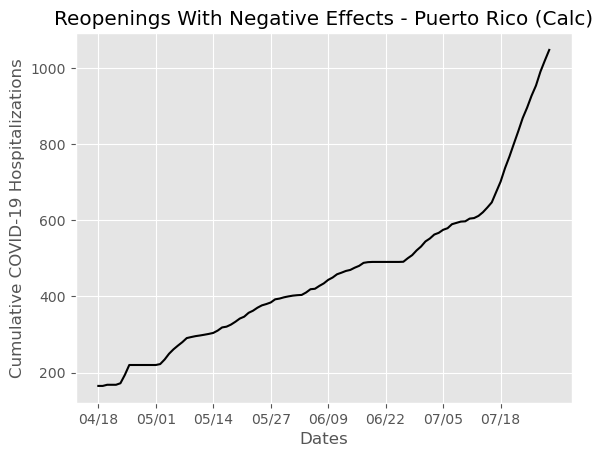 Reopenings With Negative Effects - Puerto Rico (Calc)
Cumulative COVID-19 Hospitalizations
1000
800
600
400
200
04/18 05/01 05/14 05/27 06/09 06/22 07/05 07/18
Dates